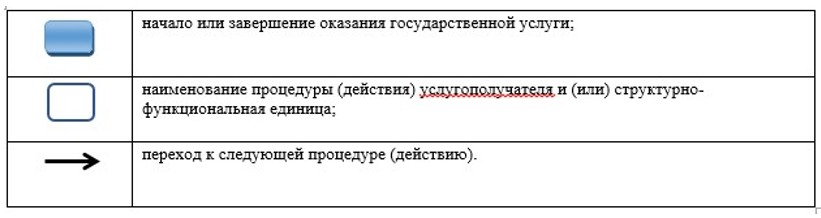 начало или завершение оказания государственной услуги;
наименование процедуры (действия) услугополучателя и (или) структурно-
функциональная единица;
переход к следующей процедуре (действию).